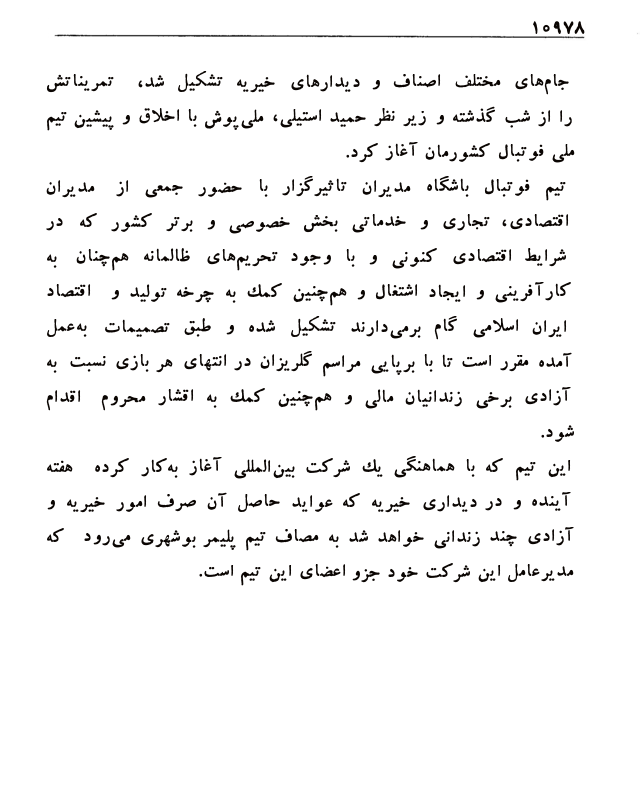 ۱۰۹۷۸
جام‌های مختلف اصناف و دیدارهای خیریه تشکیل شد، تمریناتش
را از شب گذشته و زیر نظر حمید استیلی، ملی‌پوش با اخلاق و پیشین تیم
ملی فوتبال کشورمان آغاز کرد.
تیم فوتبال باشگاه مدیران تاثیرگزار با حضور جمعی از مدیران
اقتصادی، تجاری و خدماتی بخش خصوصی و برتر کشور که در
شرایط اقتصادی کنونی و با وجود تحریم‌های ظالمانه هم‌چنان به
کارآفرینی و ایجاد اشتغال و هم‌چنین کمك به چرخه تولید و اقتصاد
ایران اسلامی گام برمی‌دارند تشکیل شده و طبق تصمیمات به‌عمل
آمده مقرر است تا با برپایی مراسم گلریزان در انتهای هر بازی نسبت به
آزادی برخی زندانیان مالی و هم‌چنین کمك به اقشار محروم اقدام
شود.
این تیم که با هماهنگی یك شرکت بین‌المللی آغاز به‌کار کرده هفته
آینده و در دیداری خیریه که عواید حاصل آن صرف امور خیریه و
آزادی چند زندانی خواهد شد به مصاف تیم پلیمر بوشهری می‌رود که
مدیرعامل این شرکت خود جزو اعضای این تیم است.